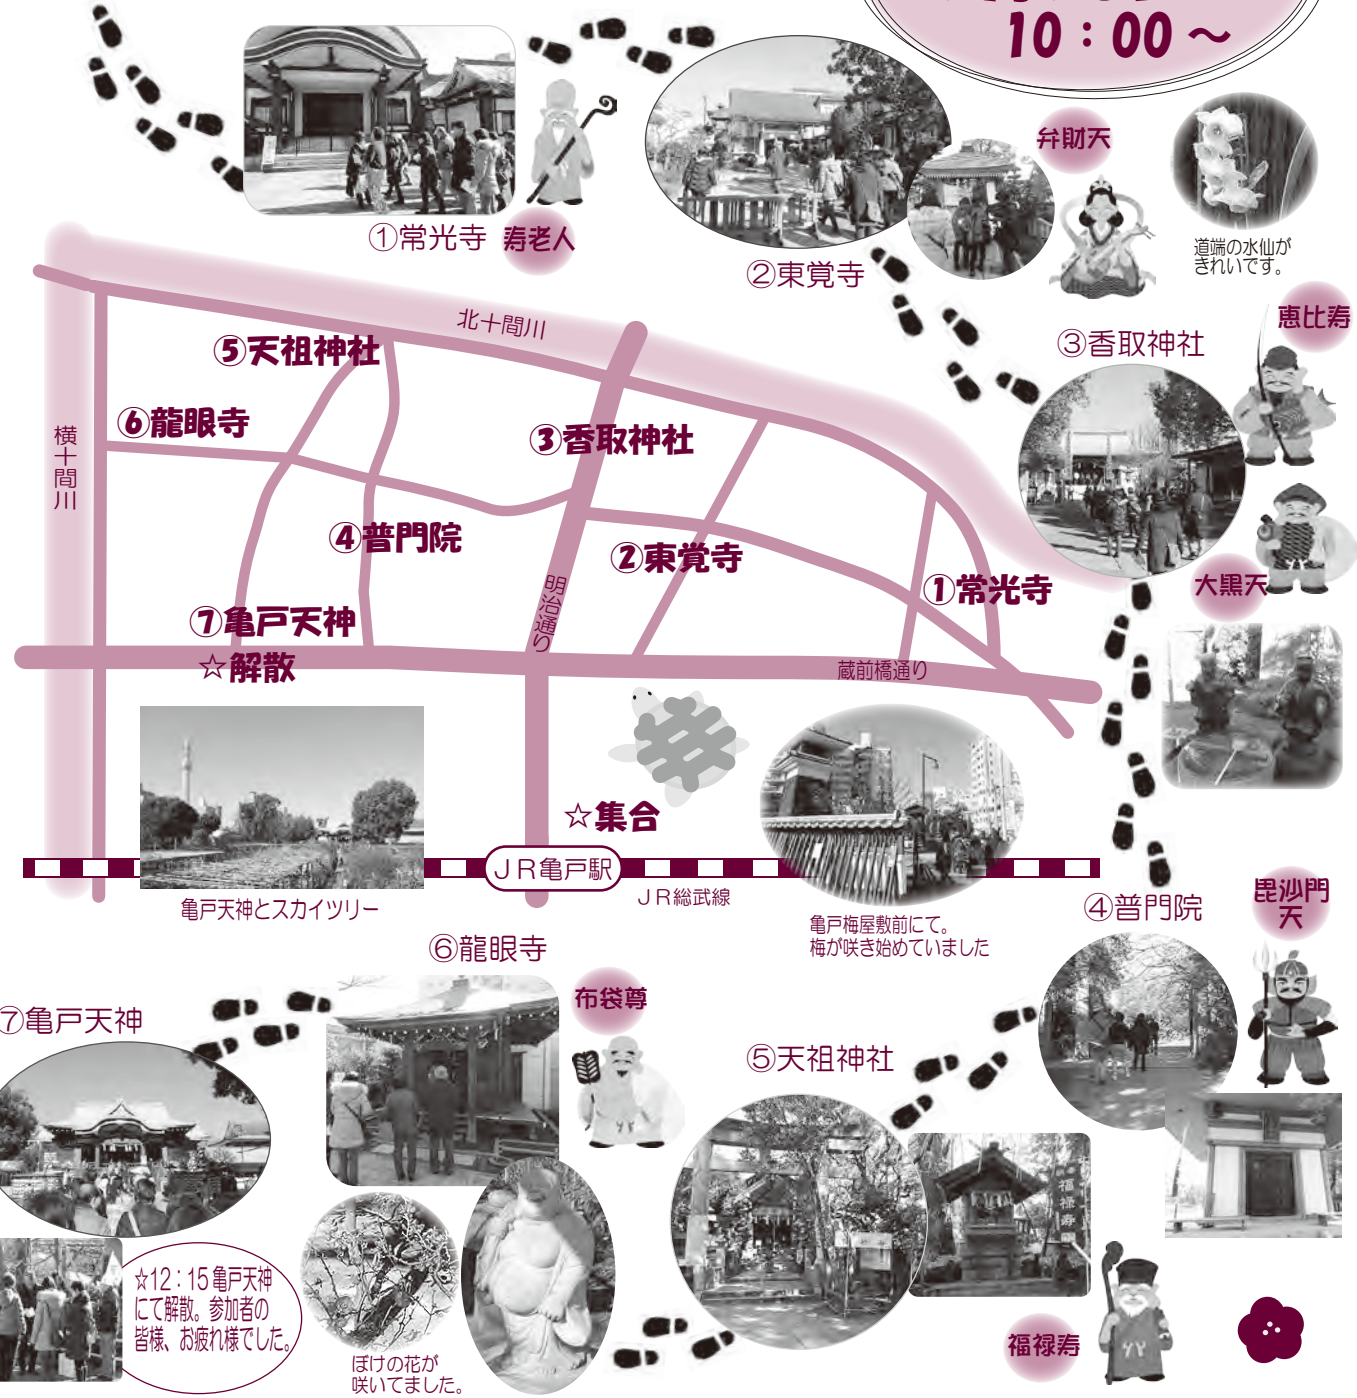 10：00～
①常光寺
寿老人
②東覚寺
弁財天
道端の水仙が
きれいです。
恵比寿
③香取神社
大黒天
北十間川
⑤天祖神社
⑥龍眼寺
③香取神社
横十間川
④普門院
②東覚寺
①常光寺
明治通り
⑦亀戸天神
☆解散
蔵前橋通り
☆集合
ＪＲ亀戸駅
ＪＲ総武線
亀戸天神とスカイツリー
亀戸梅屋敷前にて。
梅が咲き始めていました
④普門院
毘沙門
天
⑥龍眼寺
布袋尊
⑦亀戸天神
⑤天祖神社
福禄寿
☆12：15亀戸天神
にて解散。参加者の
皆様、お疲れ様でした。
ぼけの花が
咲いてました。
福禄寿